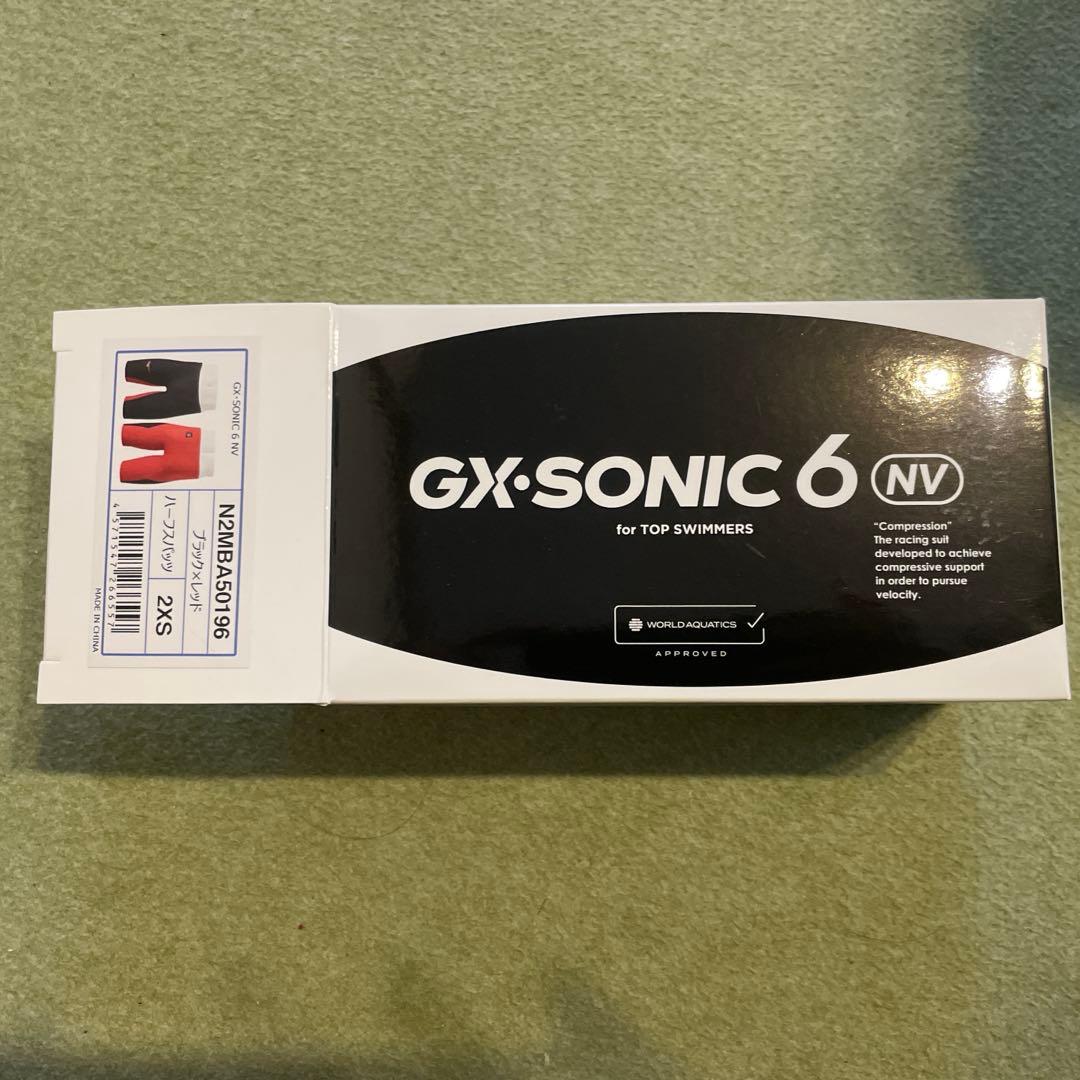 GX·SONIC 6 NV
N2MBA50196
ブラック×レッド
ハーフスパッツ
2XS
4571547266557
MADE IN CHINA
GX·SONIC 6 NV
for TOP SWIMMERS
"Compression"
The racing suit
developed to achieve
compressive support
in order to pursue
velocity.
WORLD AQUATICS
APPROVED